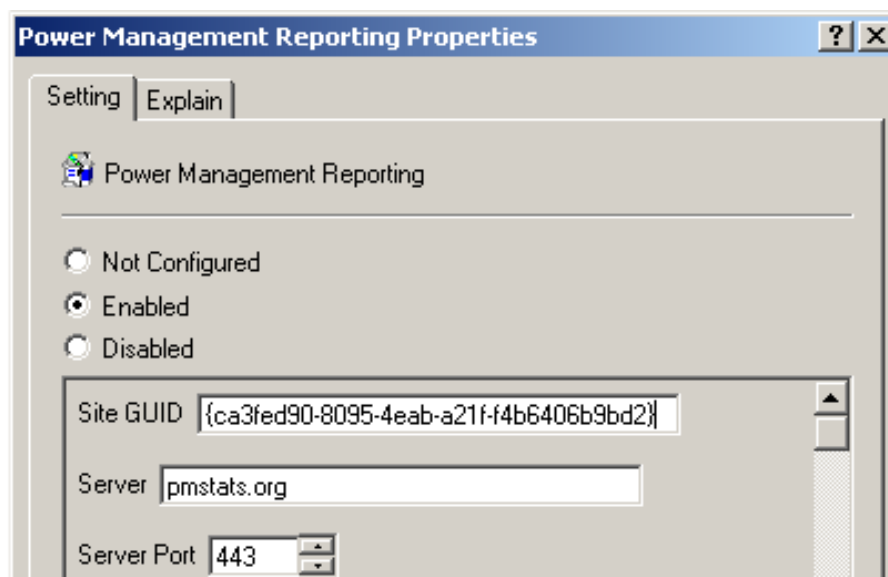 Power Management Reporting Properties
Setting Explain
Power Management Reporting
Not Configured
Enabled
Disabled
Site GUID {ca3fed90-8095-4eab-a21f-f4b6406b9bd2}
Server pmstats.org
Server Port 443